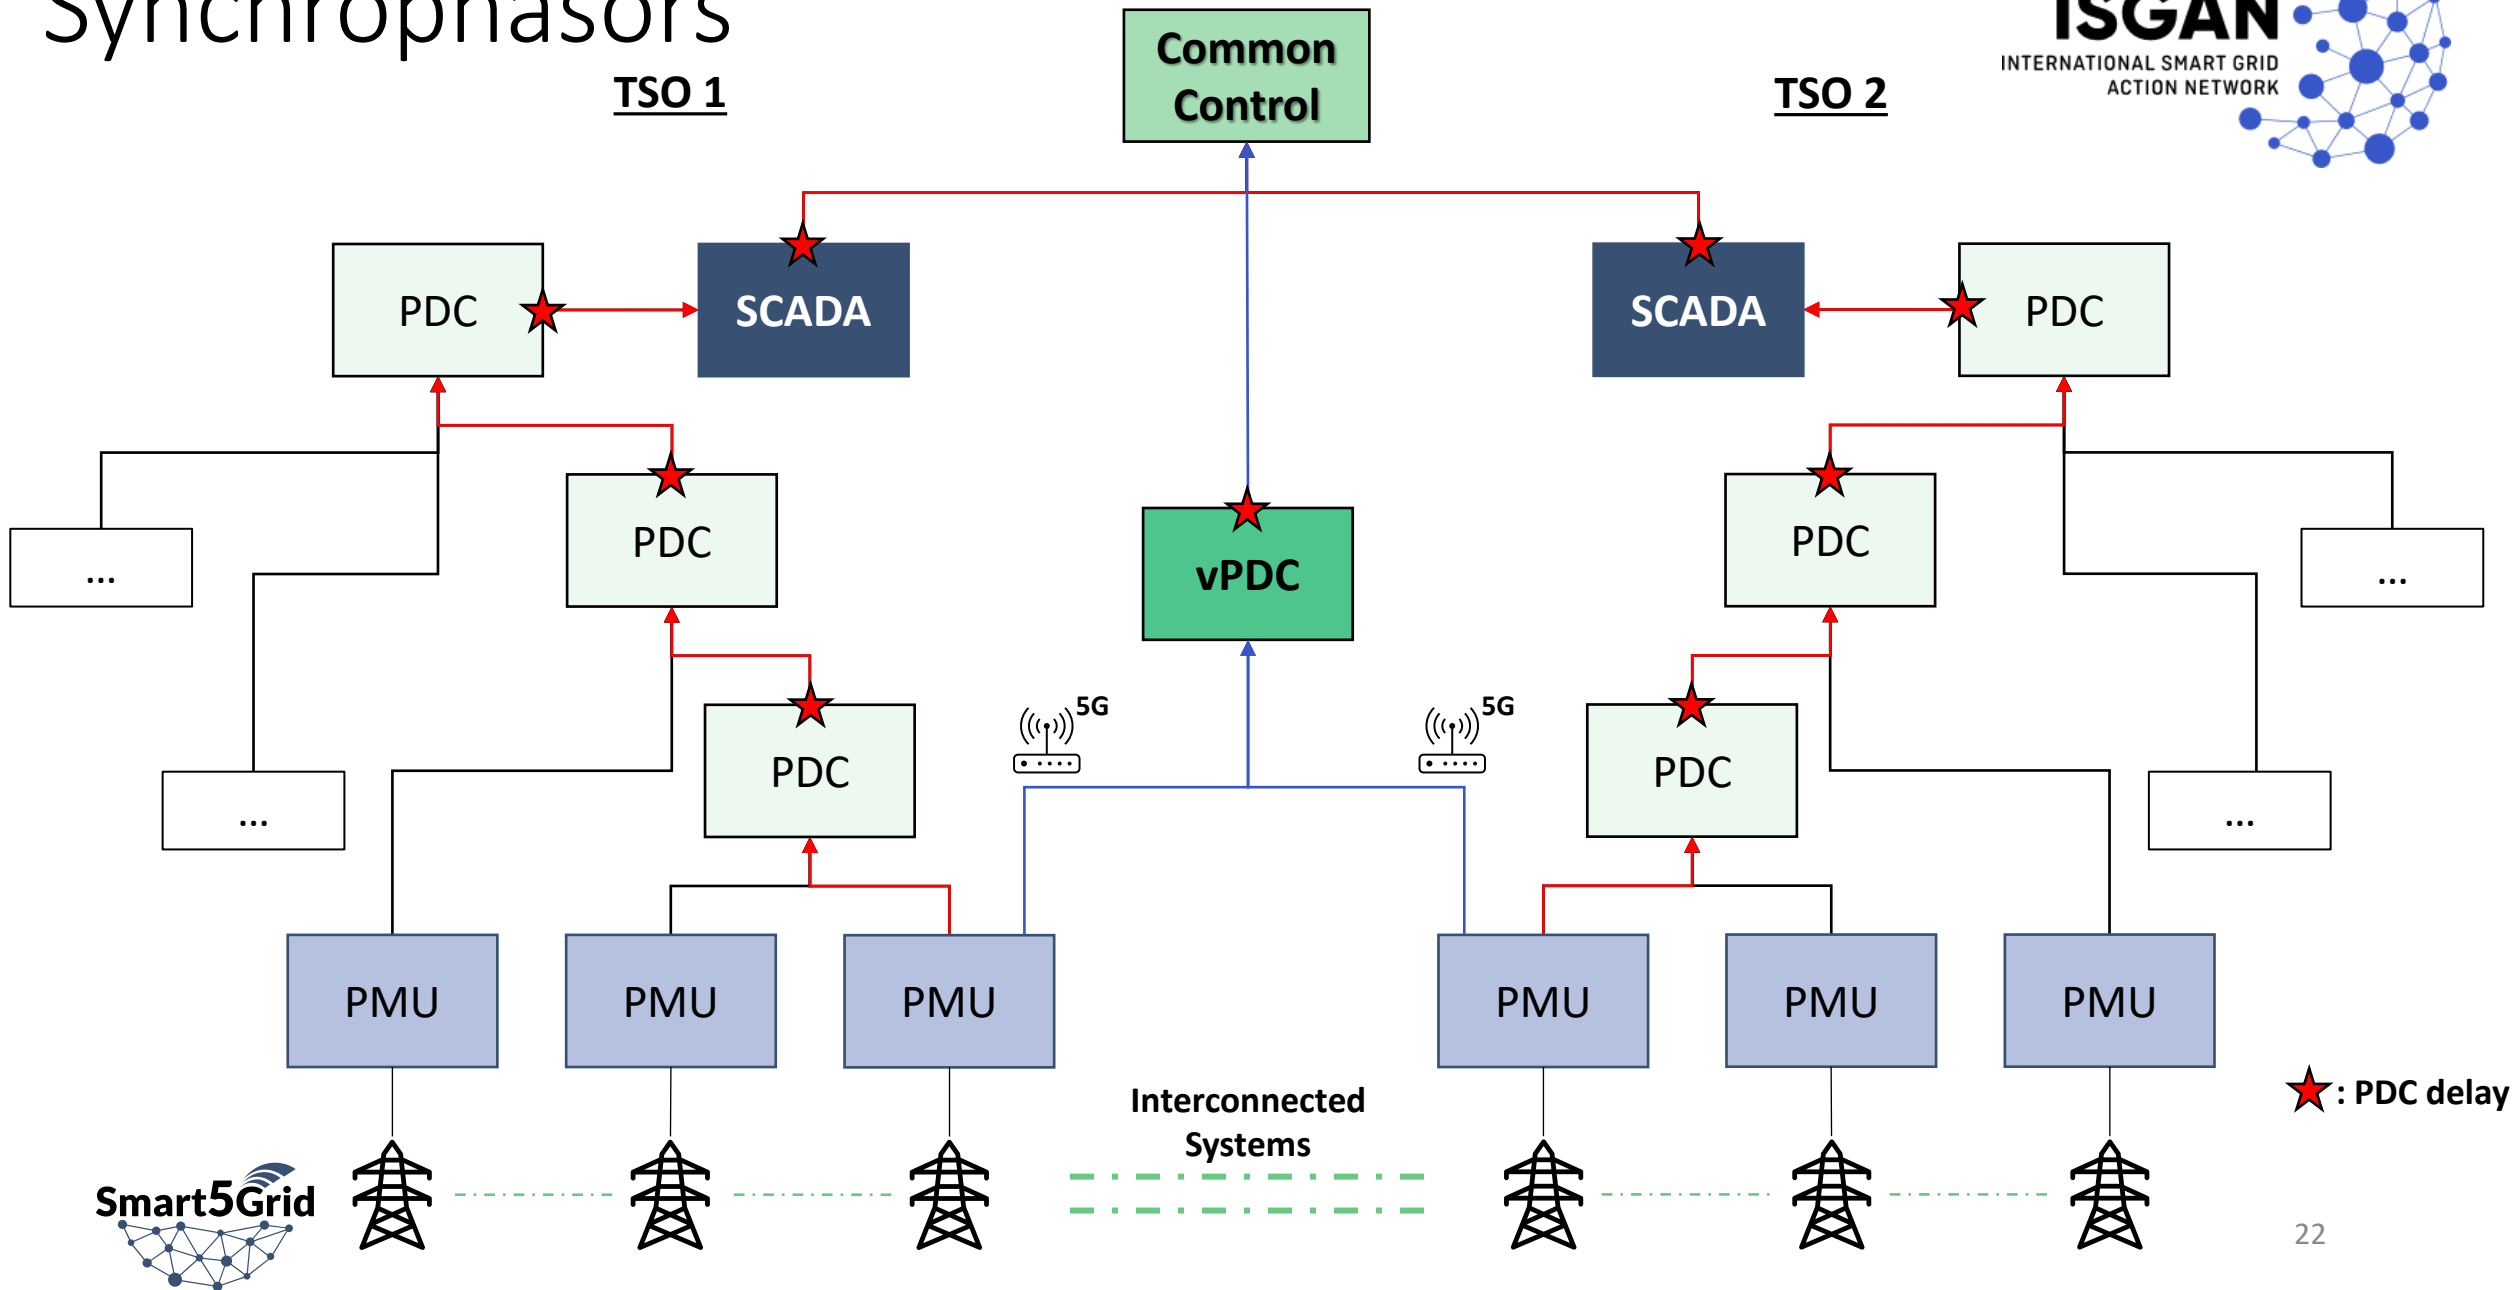 Synchrophasors
ISGAN
INTERNATIONAL SMART GRID
ACTION NETWORK
TSO 1
Common
Control
TSO 2
PDC
SCADA
SCADA
PDC
PDC
vPDC
PDC
...
...
PDC
5G
5G
PDC
...
...
PMU
PMU
PMU
PMU
PMU
PMU
Interconnected
Systems
: PDC delay
Smart5Grid
22